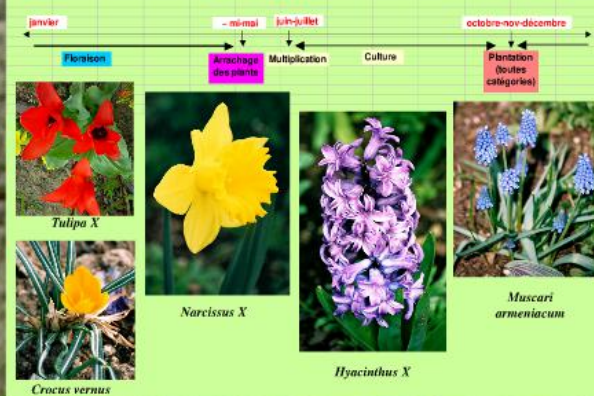 janvier
~ mi-mai
juin-juillet
octobre-nov-décembre
Floraison
Arrachage
des plants
Multiplication
Culture
Plantation
(toutes
catégories)
Tulipa X
Narcissus X
Hyacinthus X
Muscari
armeniacum
Crocus vernus